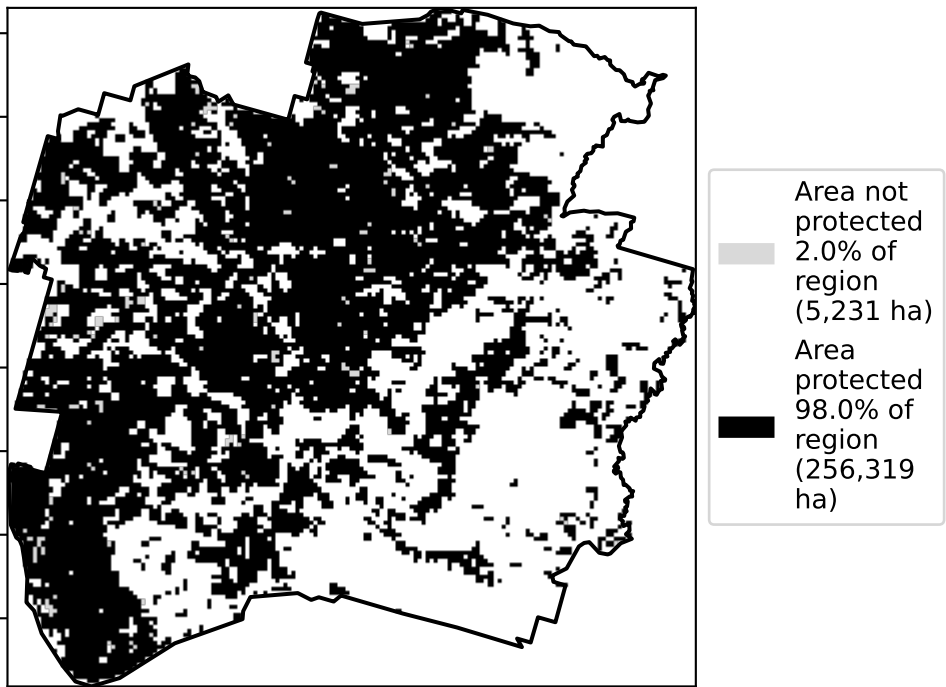 Area not
protected
2.0% of
region
(5,231 ha)
Area
protected
98.0% of
region
(256,319
ha)